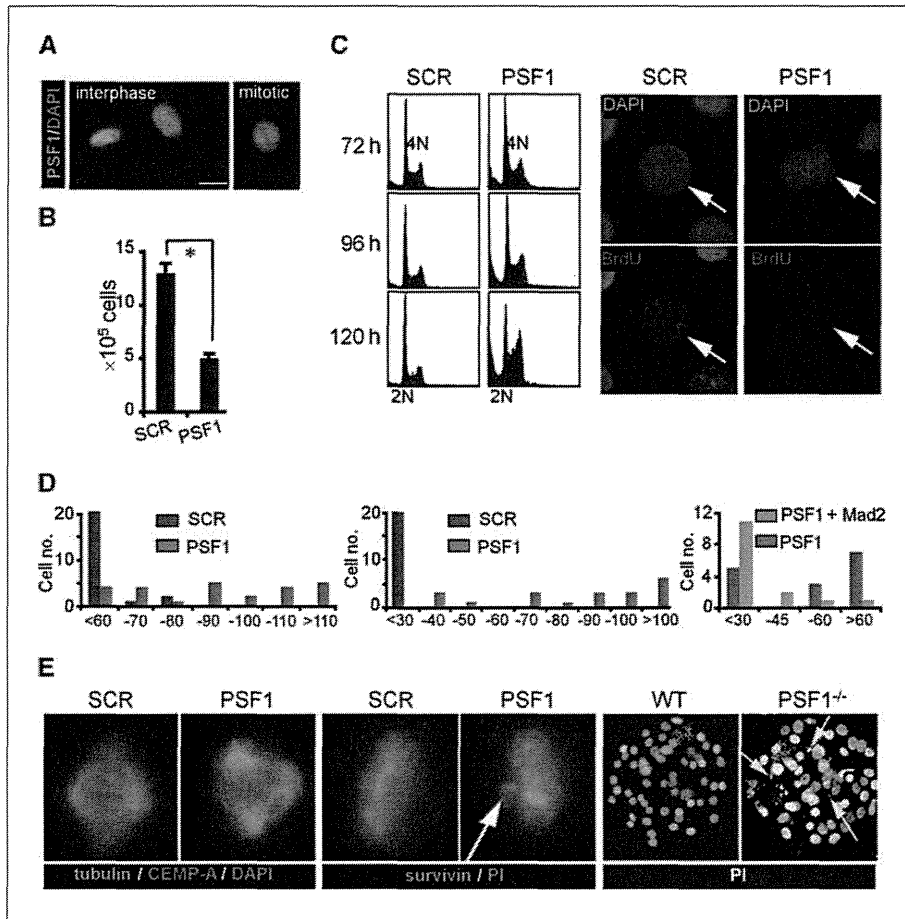 A
PSF1/DAPI
interphase
mitotic
B
×10⁵ cells
15
10
5
0
*
SCR
PSF1
C
SCR
PSF1
72 h
4N
4N
96 h
120 h
2N
2N
SCR
PSF1
DAPI
DAPI
BrdU
BrdU
D
Cell no.
20
10
0
SCR
PSF1
<60 -70 -80 -90 -100 -110 >110
Cell no.
20
10
0
SCR
PSF1
<30 -40 -50 -60 -70 -80 -90 -100 >100
Cell no.
12
8
4
0
PSF1 + Mad2
PSF1
<30 -45 -60 >60
E
SCR
PSF1
SCR
PSF1
WT
PSF1-/-
tubulin / CEMP-A / DAPI
survivin / PI
PI